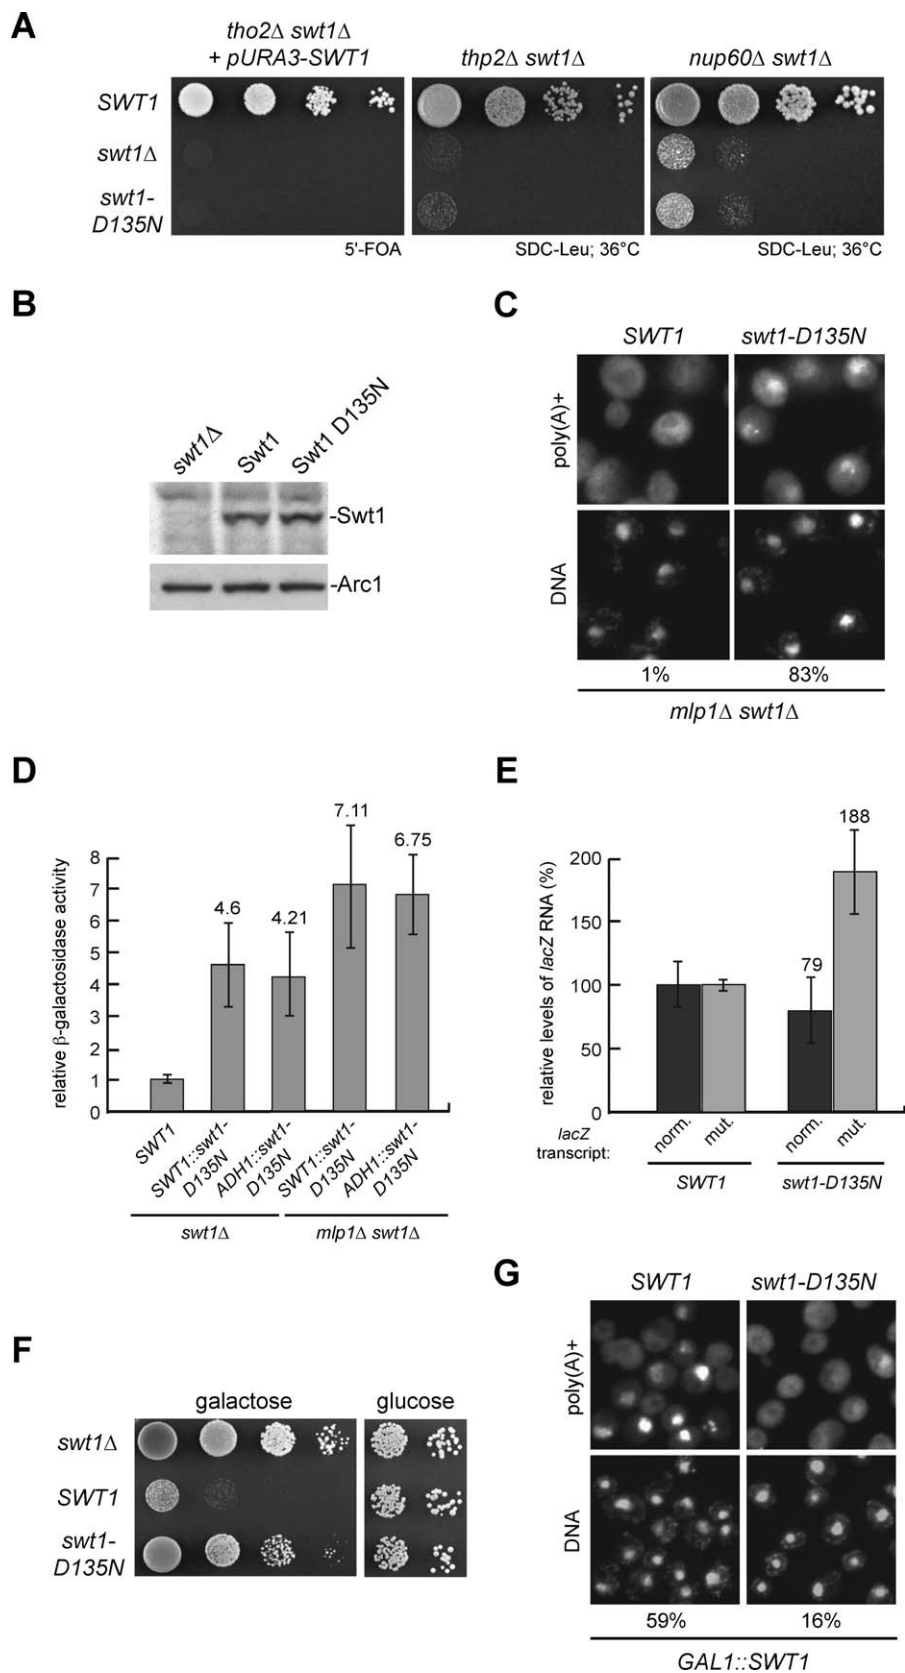 A
tho2Δ swt1Δ
+ pURA3-SWT1
thp2Δ swt1Δ
nup60Δ swt1Δ
SWT1
swt1Δ
swt1-
D135N
5'-FOA
SDC-Leu; 36°C
SDC-Leu; 36°C
B
swt1Δ
Swt1
Swt1 D135N
-Swt1
-Arc1
C
SWT1
swt1-D135N
poly(A)+
DNA
1%
83%
mlp1Δ swt1Δ
D
relative β-galactosidase activity
8
7
6
5
4
3
2
1
0
4.6
4.21
7.11
6.75
SWT1
SWT1::swt1-
D135N
ADH1::swt1-
D135N
SWT1::swt1-
D135N
ADH1::swt1-
D135N
swt1Δ
mlp1Δ swt1Δ
E
relative levels of lacZ RNA (%)
200
150
100
50
0
79
188
lacZ
transcript:
norm.
mut.
norm.
mut.
SWT1
swt1-D135N
F
galactose
glucose
swt1Δ
SWT1
swt1-
D135N
G
SWT1
swt1-D135N
poly(A)+
DNA
59%
16%
GAL1::SWT1